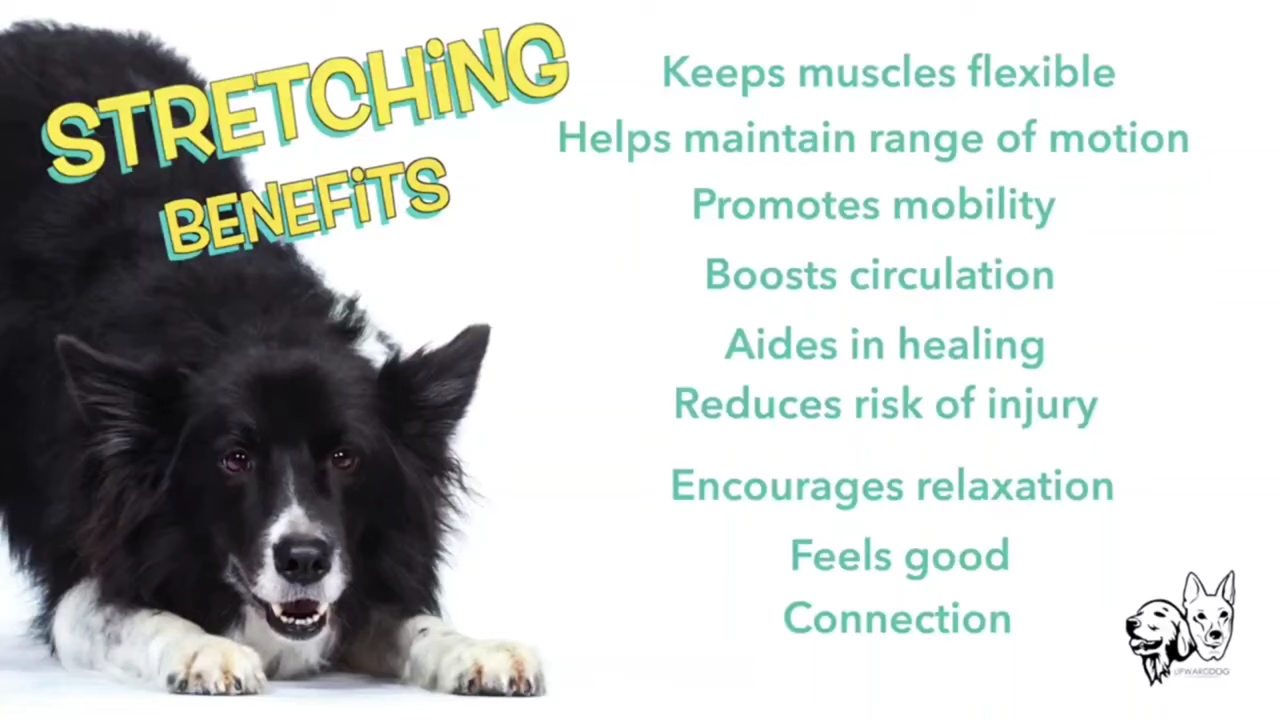 STRETCHiNG
BENEFiTS
Keeps muscles flexible
Helps maintain range of motion
Promotes mobility
Boosts circulation
Aides in healing
Reduces risk of injury
Encourages relaxation
Feels good
Connection
UPWARDDOG